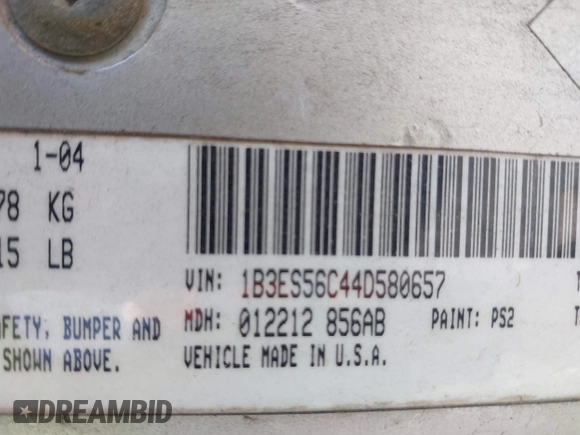 1-04
78 KG
15 LB
VIN: 1B3ES56C44D580657
MDH: 012212 856AB PAINT: PS2
VEHICLE MADE IN U.S.A.
AFETY, BUMPER AND
SHOWN ABOVE.
DREAMBID